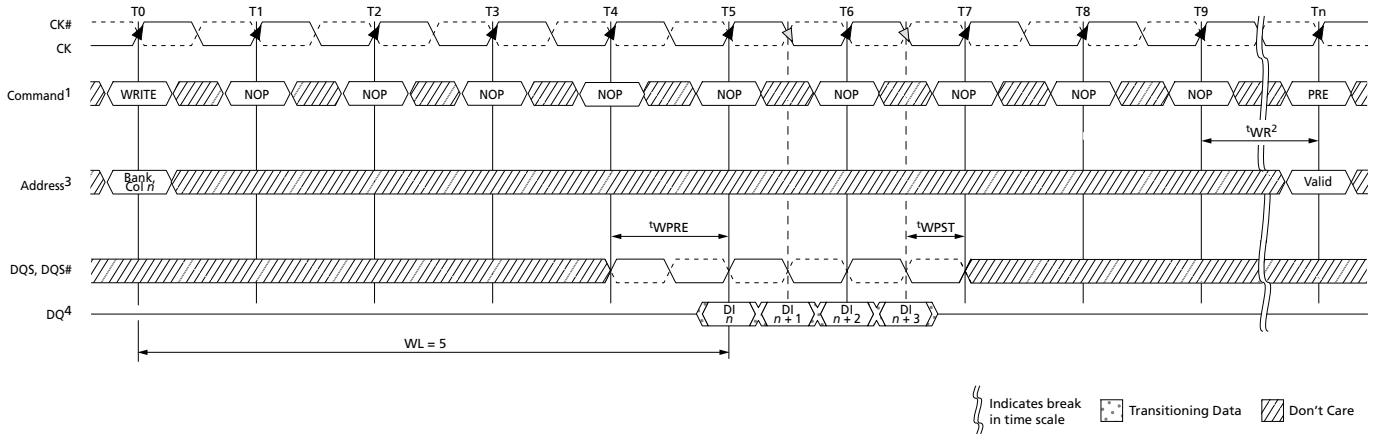 T0 T1 T2 T3 T4 T5 T6 T7 T8 T9 Tn
CK#
CK
Command1 WRITE NOP NOP NOP NOP NOP NOP NOP NOP NOP PRE
tWR2
Address3 Bank, Col n Valid
tWPRE tWPST
DQS, DQS#
DQ4 DI n DI n + 1 DI n + 2 DI n + 3
WL = 5
Indicates break in time scale
Transitioning Data
Don't Care